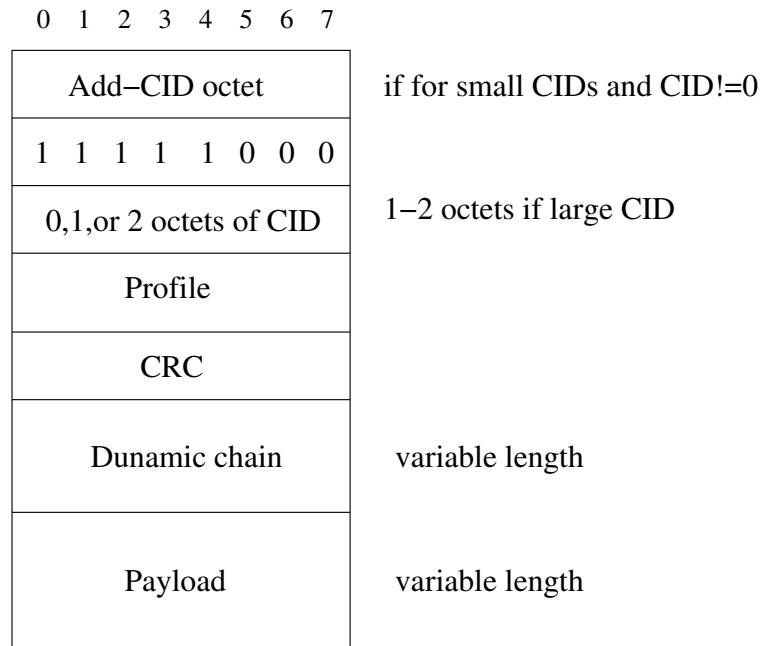 0 1 2 3 4 5 6 7
Add−CID octet if for small CIDs and CID!=0
1 1 1 1 1 0 0 0
0,1,or 2 octets of CID 1−2 octets if large CID
Profile
CRC
Dunamic chain variable length
Payload variable length